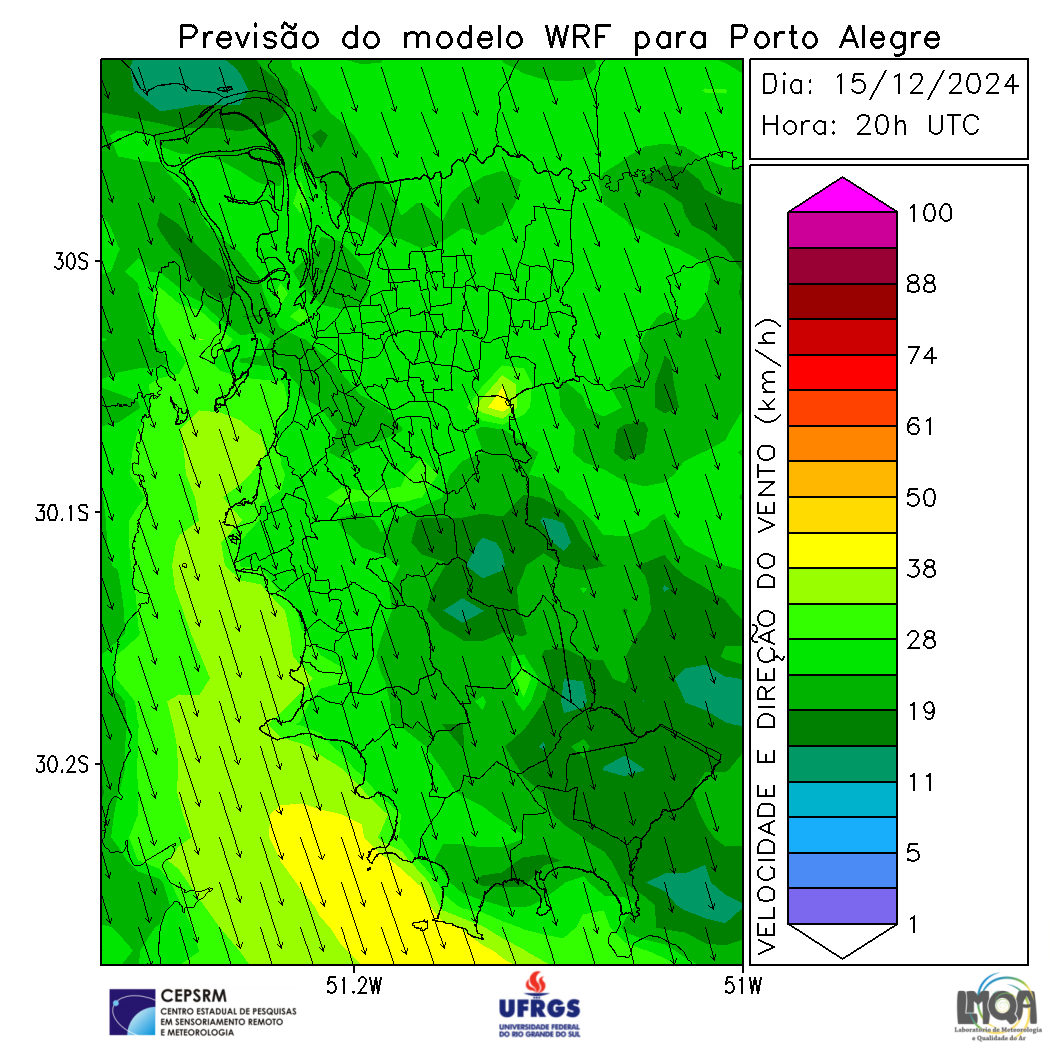 Previsão do modelo WRF para Porto Alegre
Dia: 15/12/2024
Hora: 20h UTC
30S
30.1S
30.2S
51.2W
51W
VELOCIDADE E DIREÇÃO DO VENTO (km/h)
100
88
74
61
50
38
28
19
11
5
1
CEPSRM
CENTRO ESTADUAL DE PESQUISAS
EM SENSORIAMENTO REMOTO
E METEOROLOGIA
UFRGS
UNIVERSIDADE FEDERAL
DO RIO GRANDE DO SUL
LMQA
Laboratório de Meteorologia
e Qualidade do Ar